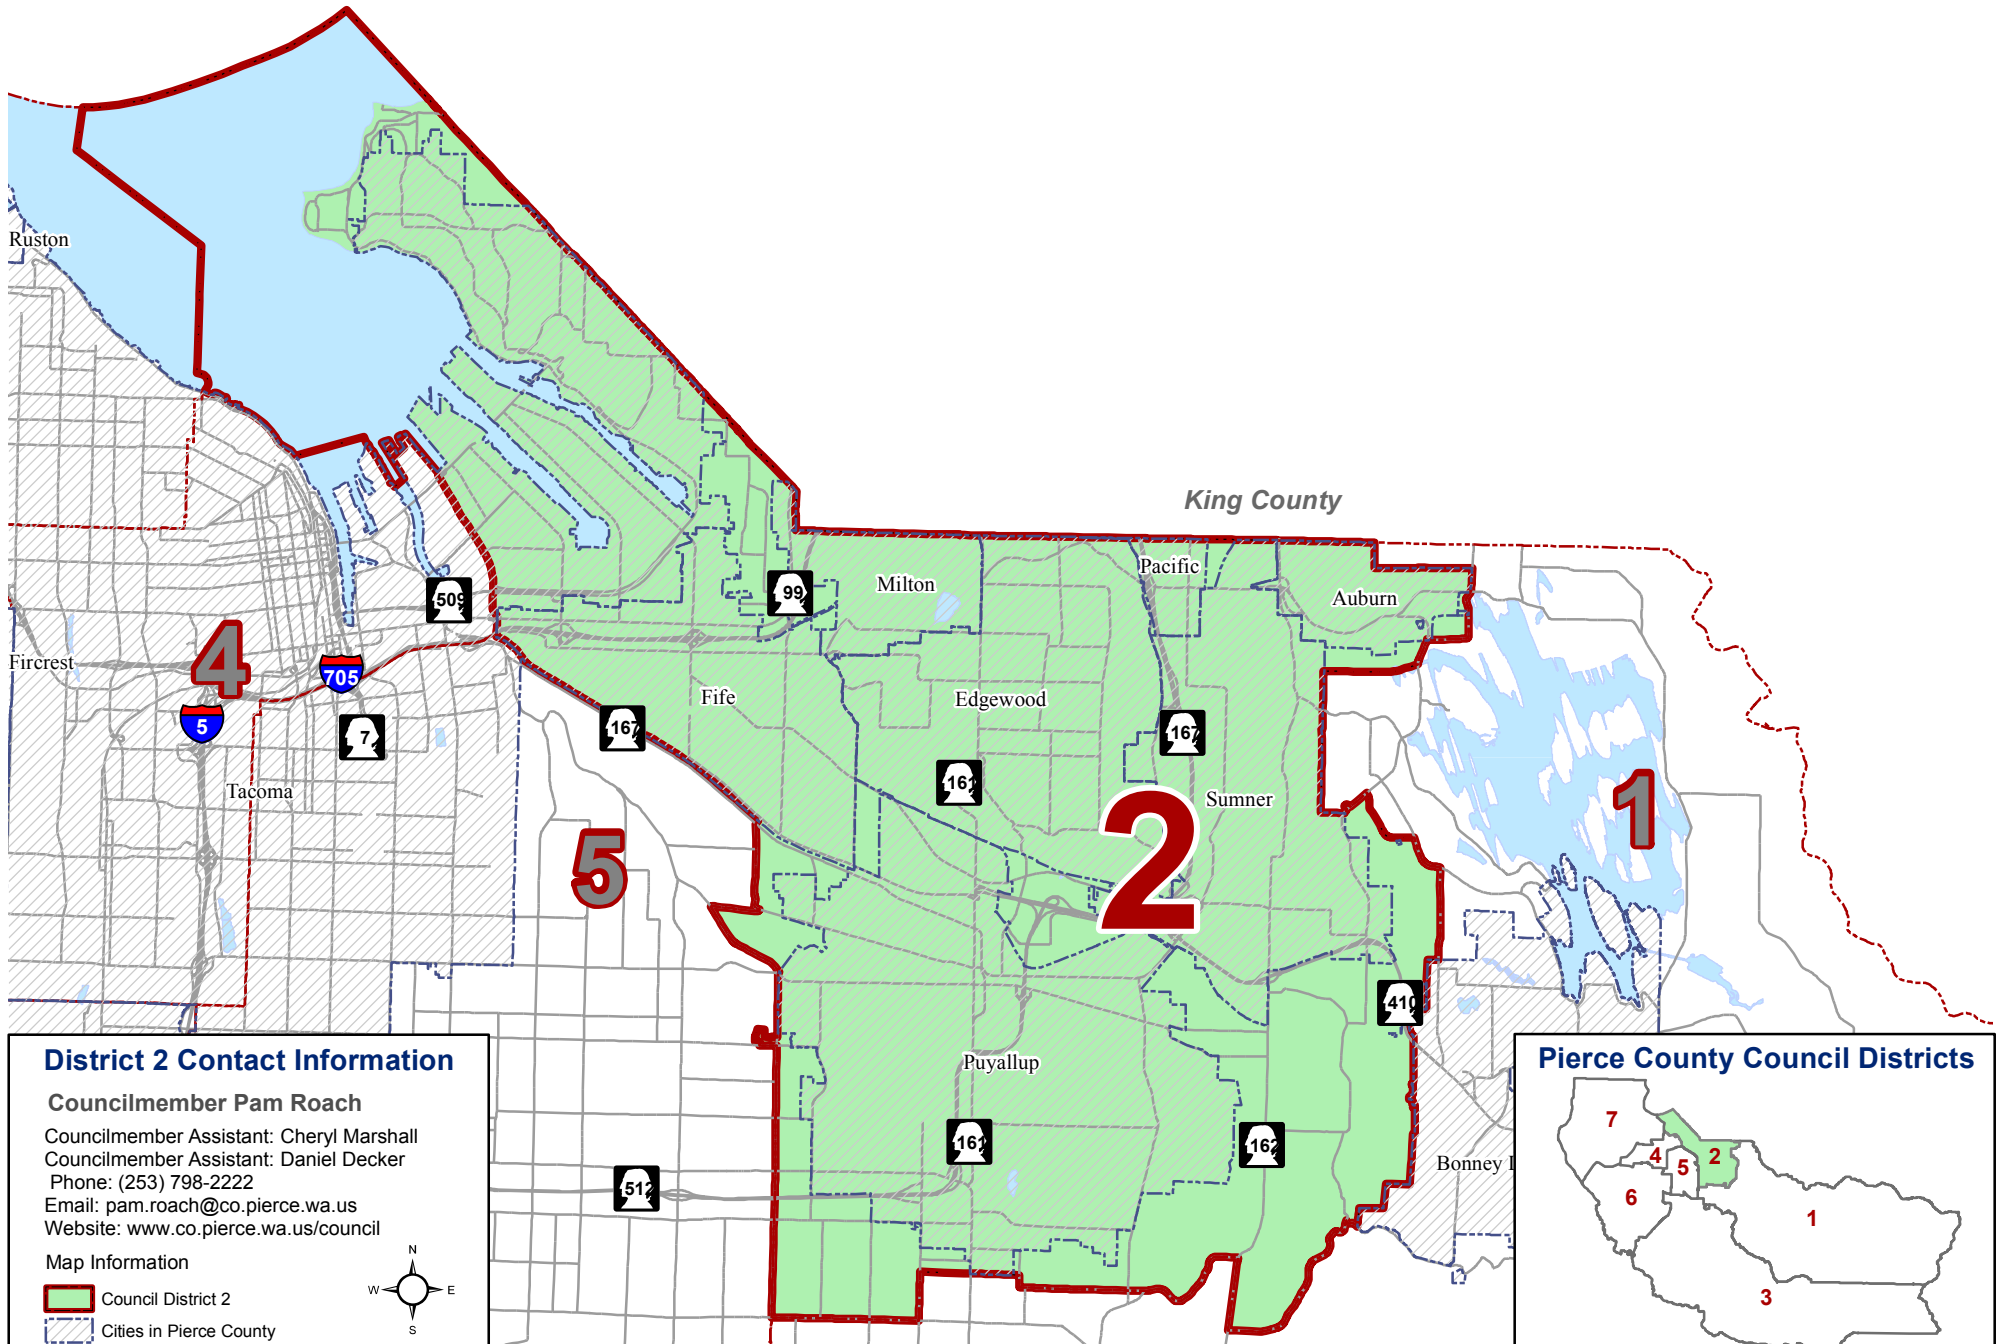 King County
Ruston
Pacific
Milton
Auburn
509
99
4
Fircrest
705
5
7
Fife
Edgewood
167
167
161
Tacoma
Sumner
2
1
5
410
Puyallup
161
162
512
Bonney
District 2 Contact Information
Councilmember Pam Roach
Councilmember Assistant: Cheryl Marshall
Councilmember Assistant: Daniel Decker
Phone: (253) 798-2222
Email: pam.roach@co.pierce.wa.us
Website: www.co.pierce.wa.us/council
Map Information
Council District 2
Cities in Pierce County
N
W E
S
Pierce County Council Districts
7
4
5
2
6
1
3